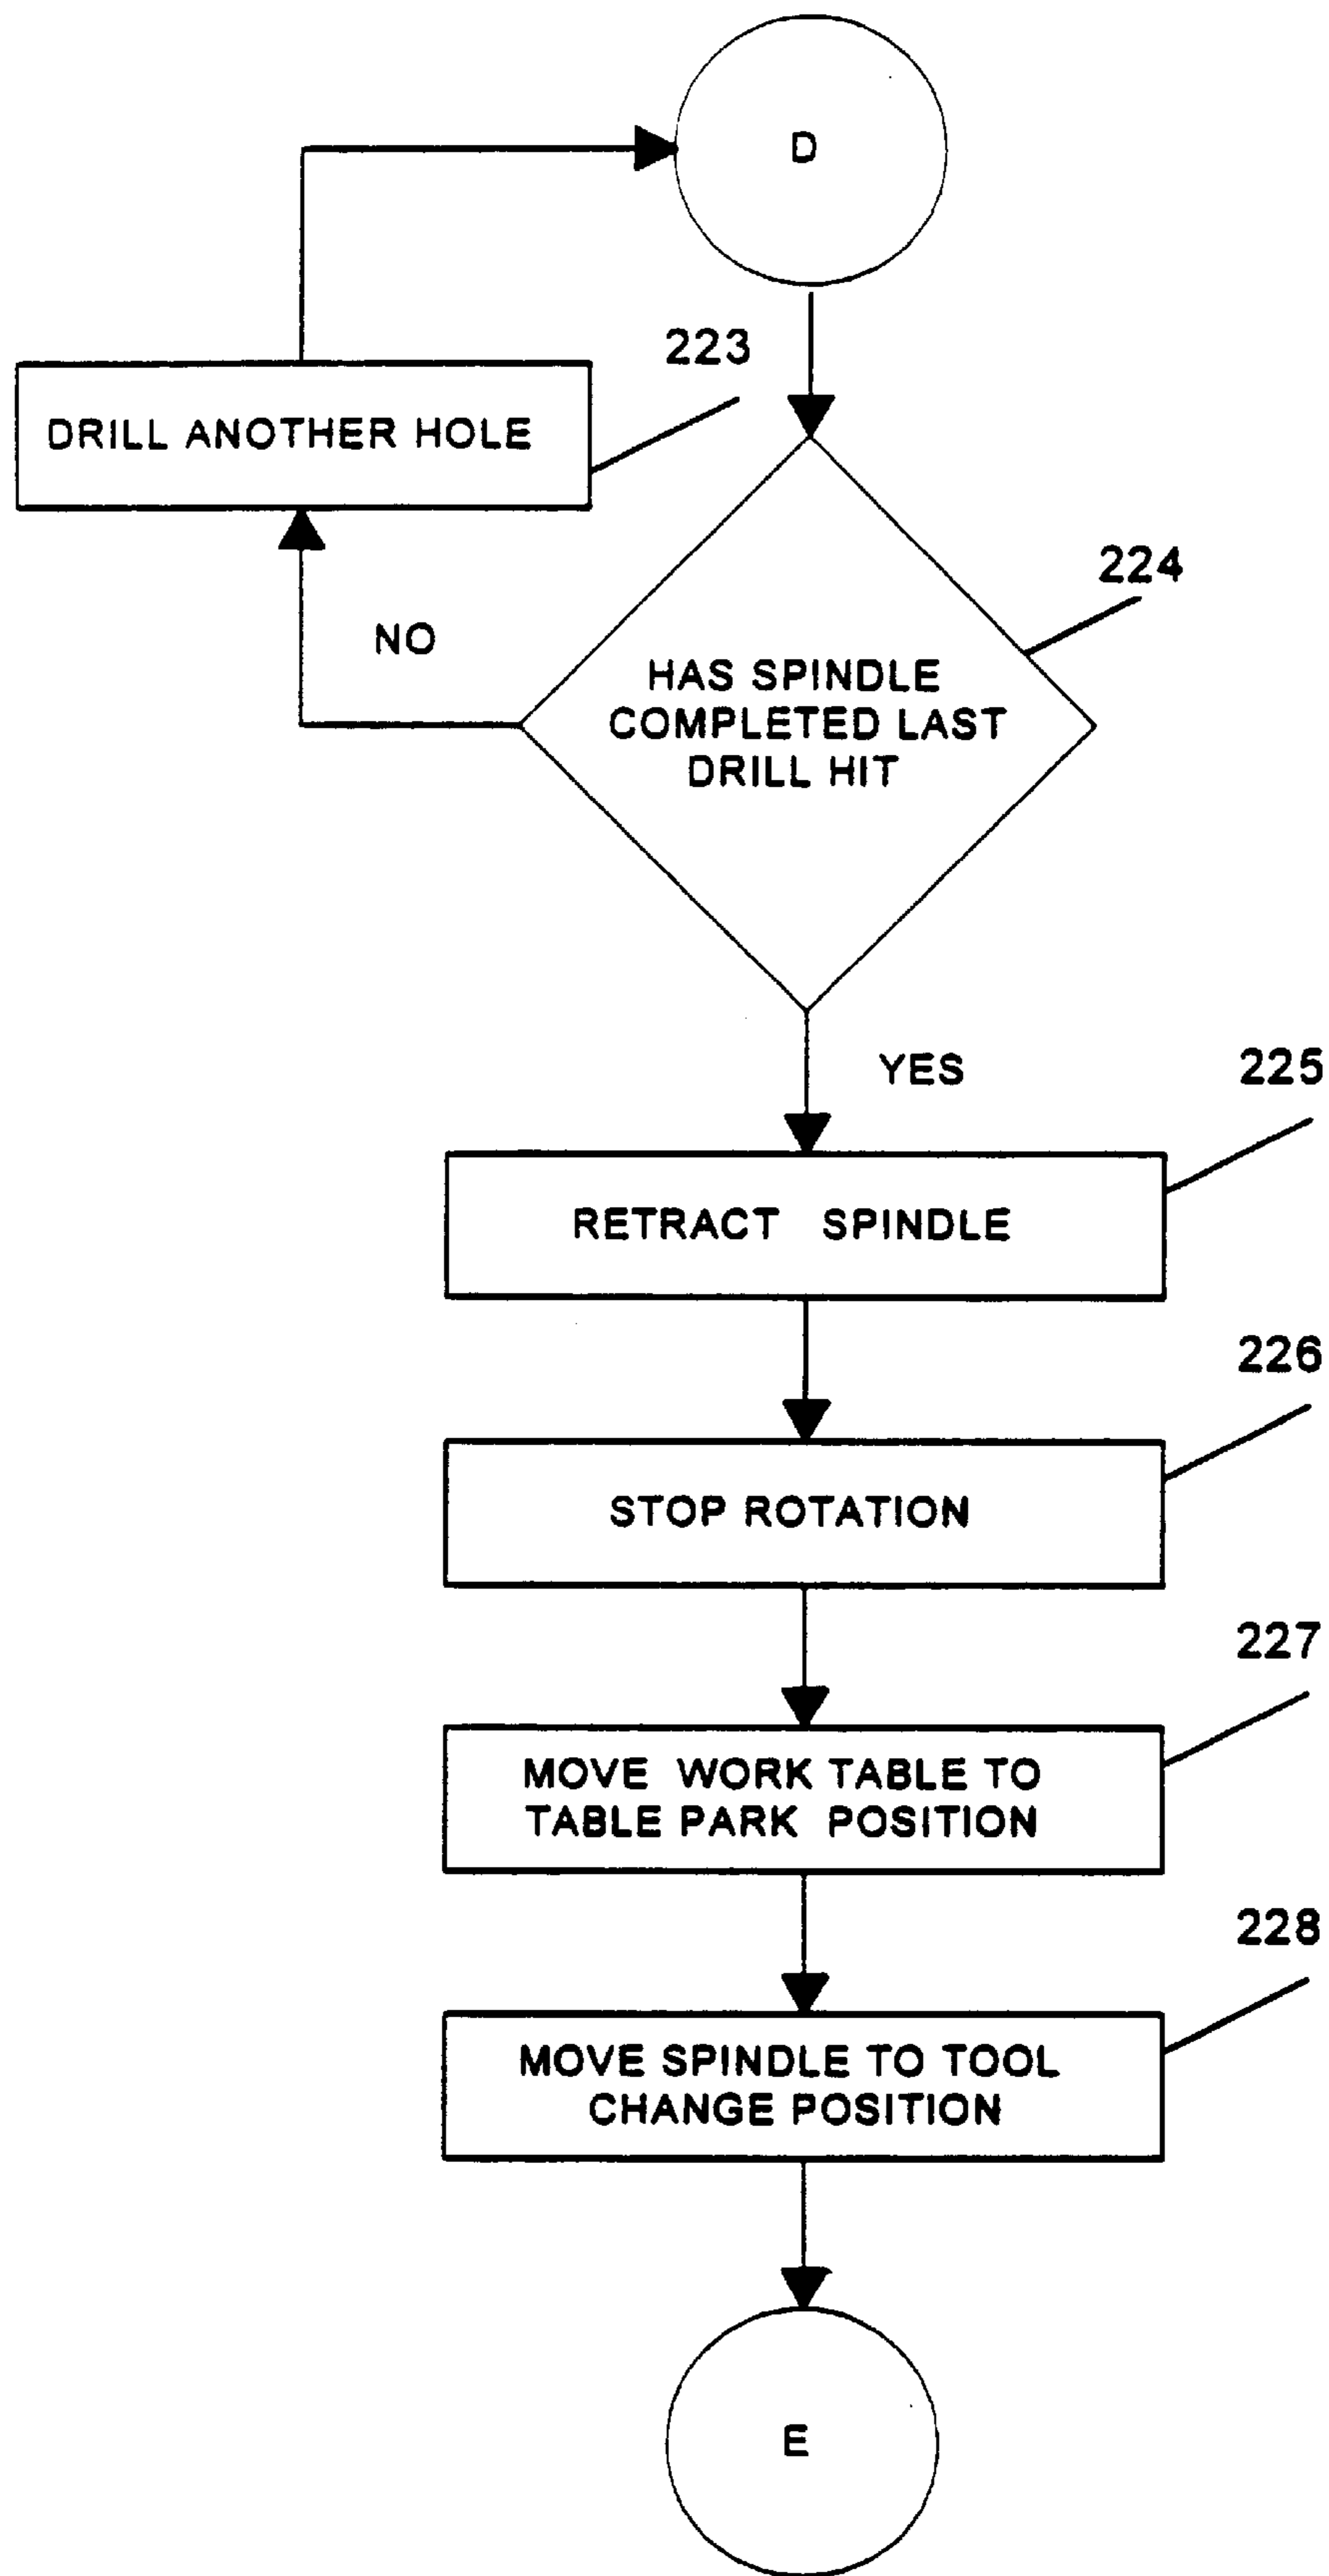 D
223
DRILL ANOTHER HOLE
224
NO
HAS SPINDLE
COMPLETED LAST
DRILL HIT
YES
225
RETRACT SPINDLE
226
STOP ROTATION
227
MOVE WORK TABLE TO
TABLE PARK POSITION
228
MOVE SPINDLE TO TOOL
CHANGE POSITION
E